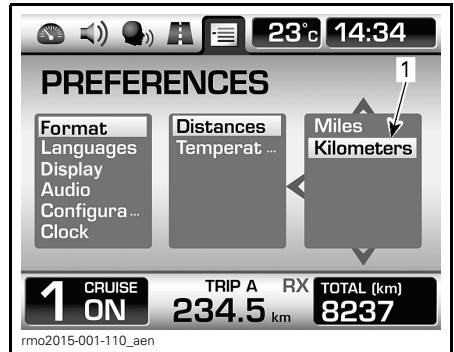 23°c 14:34
PREFERENCES
1
Format
Languages
Display
Audio
Configura ...
Clock
Distances
Temperat ...
Miles
Kilometers
1 CRUISE ON
TRIP A RX
234.5 km
TOTAL (km)
8237
rmo2015-001-110_aen